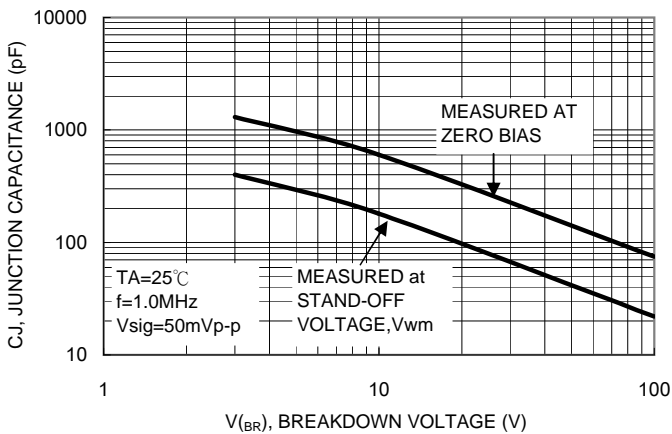 10000
1000
100
10
CJ, JUNCTION CAPACITANCE (pF)
MEASURED AT
ZERO BIAS
TA=25℃
f=1.0MHz
Vsig=50mVp-p
MEASURED at
STAND-OFF
VOLTAGE,Vwm
1
10
100
V(BR), BREAKDOWN VOLTAGE (V)